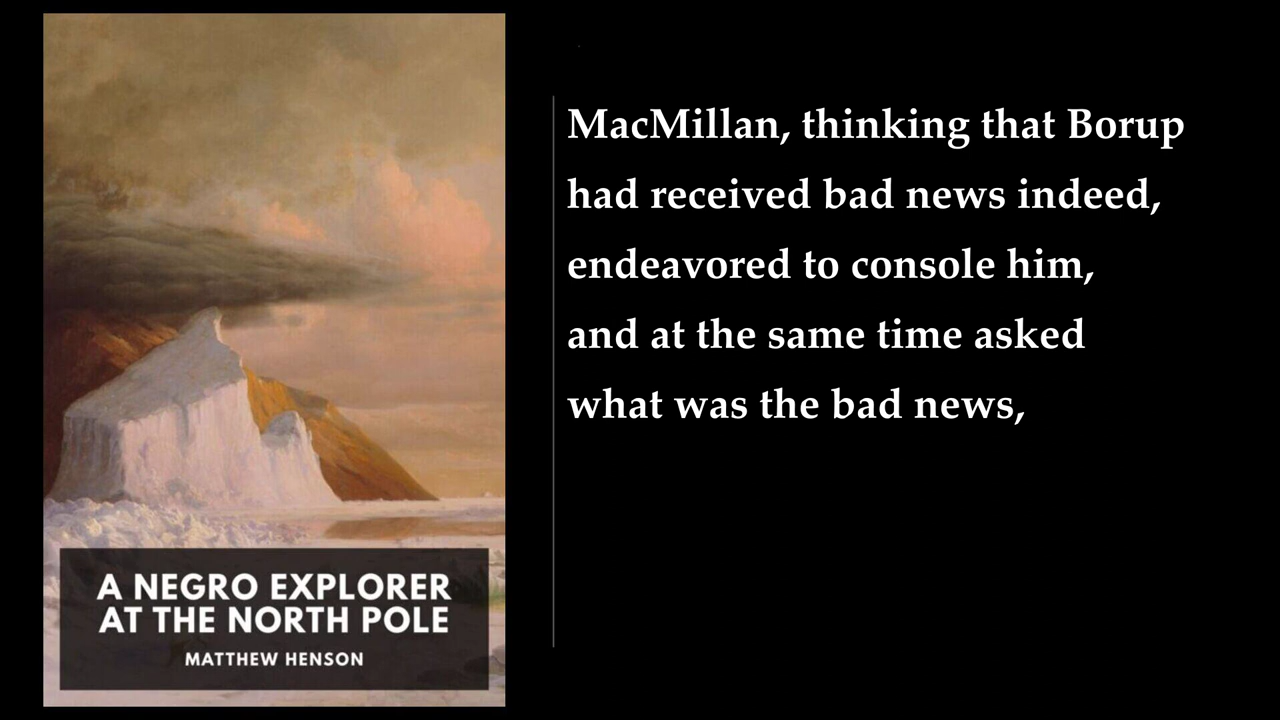 MacMillan, thinking that Borup
had received bad news indeed,
endeavored to console him,
and at the same time asked
what was the bad news,
A NEGRO EXPLORER
AT THE NORTH POLE
MATTHEW HENSON